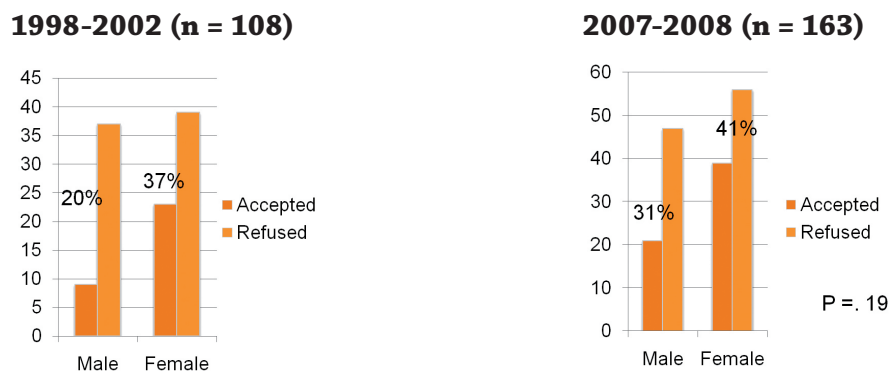 1998-2002 (n = 108)
45
40
35
30
25
20
15
10
5
0
20%
37%
Male Female
Accepted
Refused
2007-2008 (n = 163)
60
50
40
30
20
10
0
31%
41%
Male Female
Accepted
Refused
P =. 19